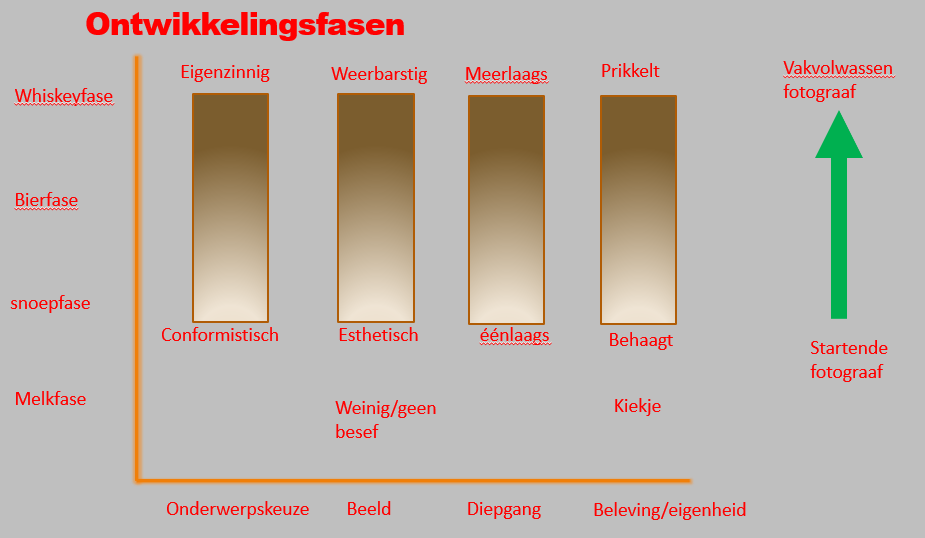 Ontwikkelingsfasen
Eigenzinnig
Weerbarstig
Meerlaags
Prikkelt
Vakvolwassen
fotograaf
Whiskeyfase
Bierfase
snoepfase
Conformistisch
Esthetisch
éénlaags
Behaagt
Startende
fotograaf
Melkfase
Weinig/geen
besef
Kiekje
Onderwerpskeuze
Beeld
Diepgang
Beleving/eigenheid